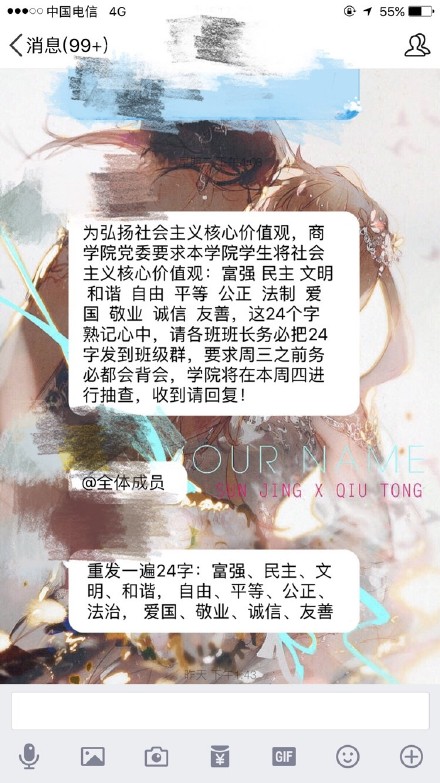 中国电信 4G
55%
消息(99+)
为弘扬社会主义核心价值观，商
学院党委要求本学院学生将社会
主义核心价值观：富强 民主 文明
和谐 自由 平等 公正 法制 爱
国 敬业 诚信 友善，这24个字
熟记心中，请各班班长务必把24
字发到班级群，要求周三之前务
必都会背会，学院将在本周四进
行抽查，收到请回复！
YOUR NAME
SUN JING X QIU TONG
@全体成员
重发一遍24字：富强、民主、文
明、和谐， 自由、平等、公正、
法治， 爱国、敬业、诚信、友善
昨天 下午1:43
GIF